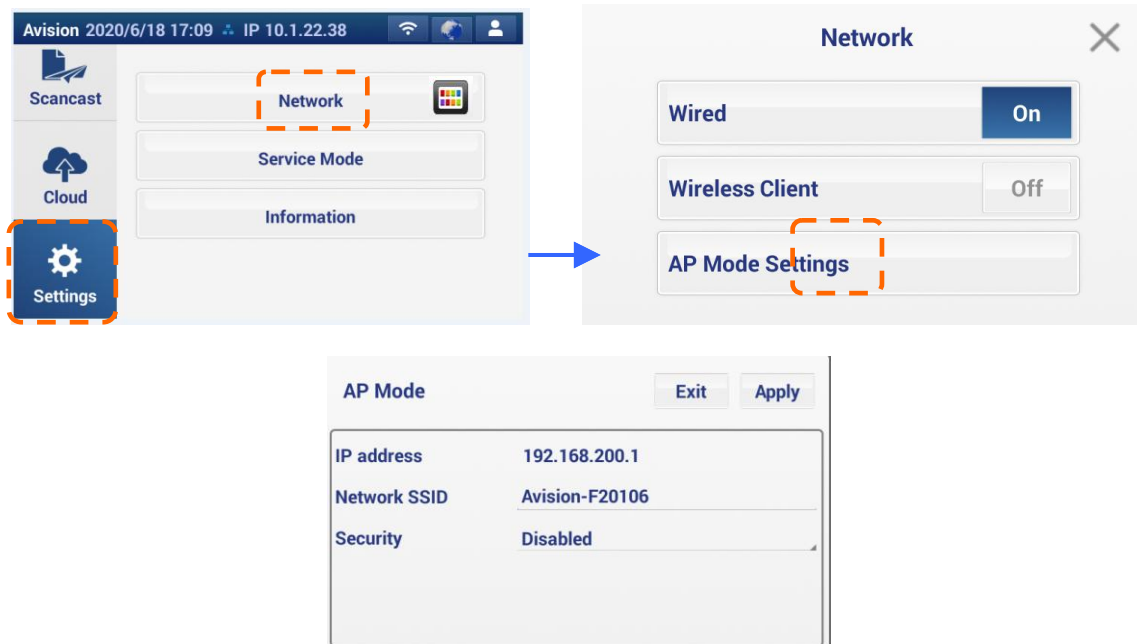 Avision 2020/6/18 17:09 IP 10.1.22.38
Scancast
Cloud
Settings
Network
Service Mode
Information
Network
Wired On
Wireless Client Off
AP Mode Settings
AP Mode Exit Apply
IP address 192.168.200.1
Network SSID Avision-F20106
Security Disabled